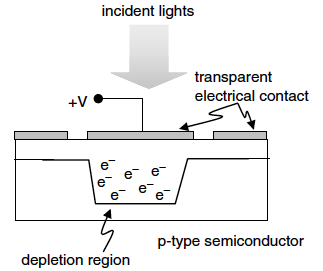 incident lights
transparent
electrical contact
+V
e⁻
e⁻ e⁻
e⁻
e⁻ e⁻ e⁻
p-type semiconductor
depletion region